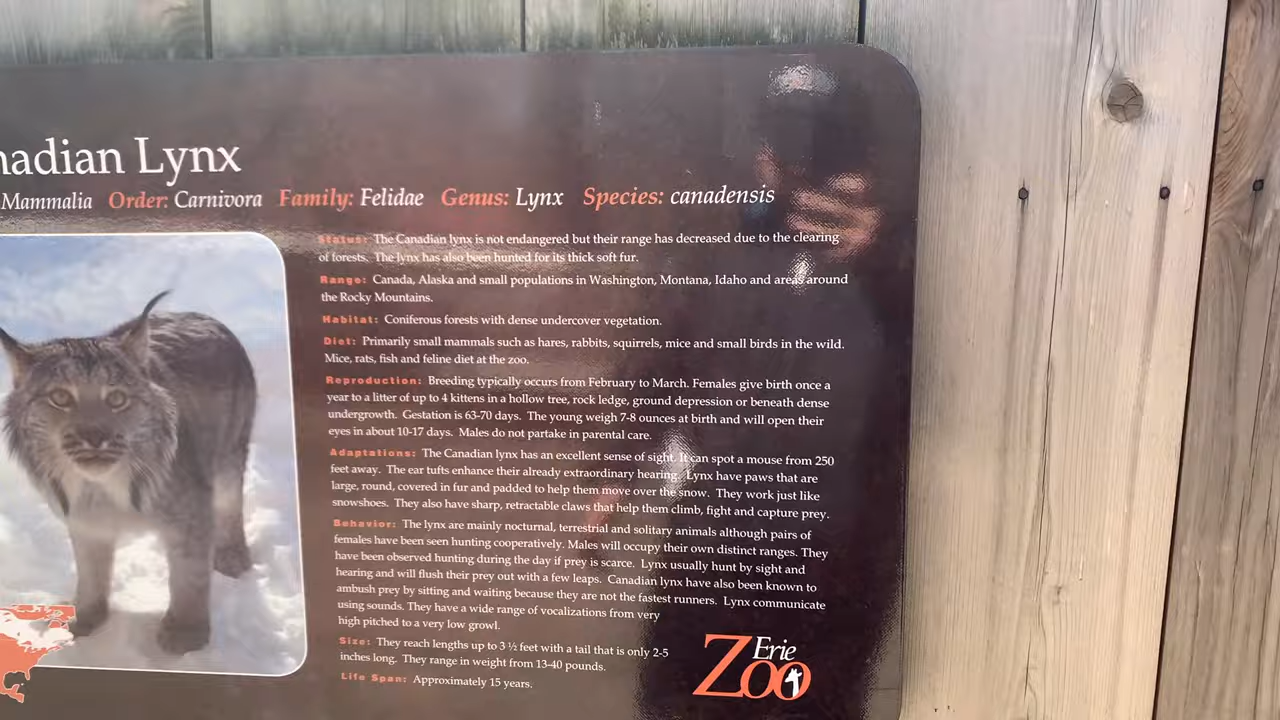 nadian Lynx
Mammalia Order: Carnivora Family: Felidae Genus: Lynx Species: canadensis
Status: The Canadian lynx is not endangered but their range has decreased due to the clearing
of forests. The lynx has also been hunted for its thick soft fur.
Range: Canada, Alaska and small populations in Washington, Montana, Idaho and areas around
the Rocky Mountains.
Habitat: Coniferous forests with dense undercover vegetation.
Diet: Primarily small mammals such as hares, rabbits, squirrels, mice and small birds in the wild.
Mice, rats, fish and feline diet at the zoo.
Reproduction: Breeding typically occurs from February to March. Females give birth once a
year to a litter of up to 4 kittens in a hollow tree, rock ledge, ground depression or beneath dense
undergrowth. Gestation is 63-70 days. The young weigh 7-8 ounces at birth and will open their
eyes in about 10-17 days. Males do not partake in parental care.
Adaptations: The Canadian lynx has an excellent sense of sight. It can spot a mouse from 250
feet away. The ear tufts enhance their already extraordinary hearing. Lynx have paws that are
large, round, covered in fur and padded to help them move over the snow. They work just like
snowshoes. They also have sharp, retractable claws that help them climb, fight and capture prey.
Behavior: The lynx are mainly nocturnal, terrestrial and solitary animals although pairs of
females have been seen hunting cooperatively. Males will occupy their own distinct ranges. They
have been observed hunting during the day if prey is scarce. Lynx usually hunt by sight and
hearing and will flush their prey out with a few leaps. Canadian lynx have also been known to
ambush prey by sitting and waiting because they are not the fastest runners. Lynx communicate
using sounds. They have a wide range of vocalizations from very
high pitched to a very low growl.
Size: They reach lengths up to 3 ½ feet with a tail that is only 2-5
inches long. They range in weight from 13-40 pounds.
Life Span: Approximately 15 years.
Erie
Zoo